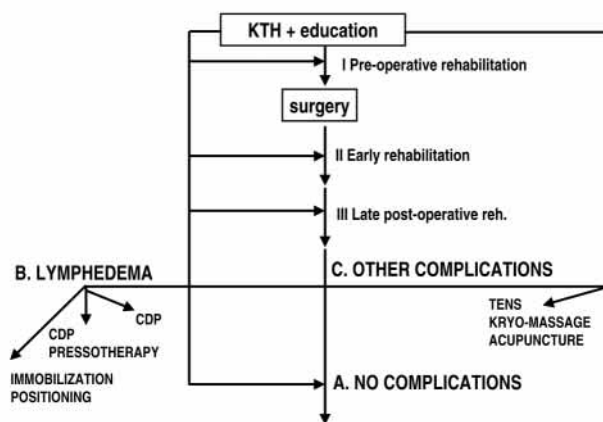 KTH + education
I Pre-operative rehabilitation
surgery
II Early rehabilitation
III Late post-operative reh.
B. LYMPHEDEMA
C. OTHER COMPLICATIONS
CDP
CDP
PRESSOTHERAPY
IMMOBILIZATION
POSITIONING
TENS
KRYO-MASSAGE
ACUPUNCTURE
A. NO COMPLICATIONS